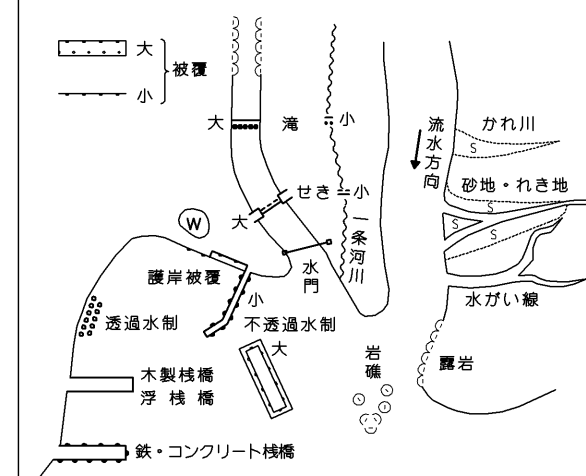 大
被覆
小
大 滝 小
かれ川
S
流水方向
砂地・れき地
S
せき 小
S
S
大
W
一条河川
水門
護岸被覆
小
水がい線
透過水制
不透過水制
大
岩礁
露岩
木製桟橋
浮桟橋
鉄・コンクリート桟橋